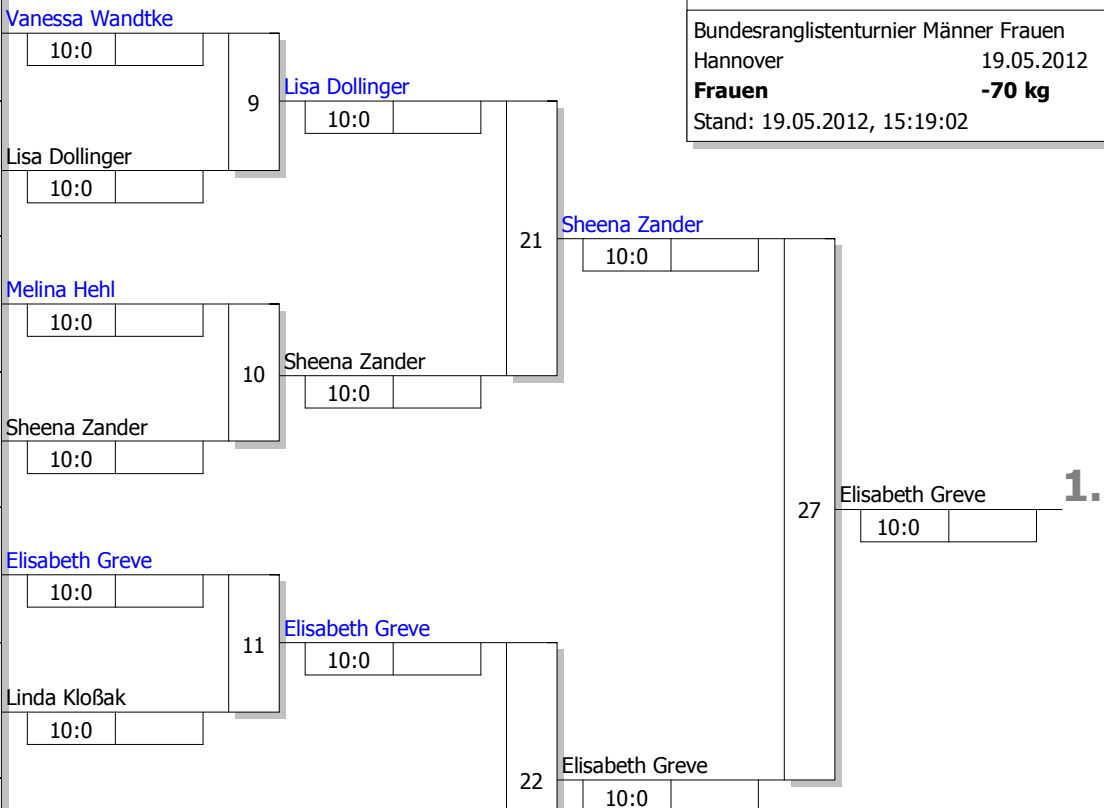 Vanessa Wandtke
10:0
Bundesranglistenturnier Männer Frauen
Hannover 19.05.2012
Frauen -70 kg
Stand: 19.05.2012, 15:19:02
9
Lisa Dollinger
10:0
Lisa Dollinger
10:0
21
Sheena Zander
10:0
Melina Hehl
10:0
10
Sheena Zander
10:0
Sheena Zander
10:0
27
Elisabeth Greve 1.
10:0
Elisabeth Greve
10:0
11
Elisabeth Greve
10:0
Linda Kloßak
10:0
22
Elisabeth Greve
10:0